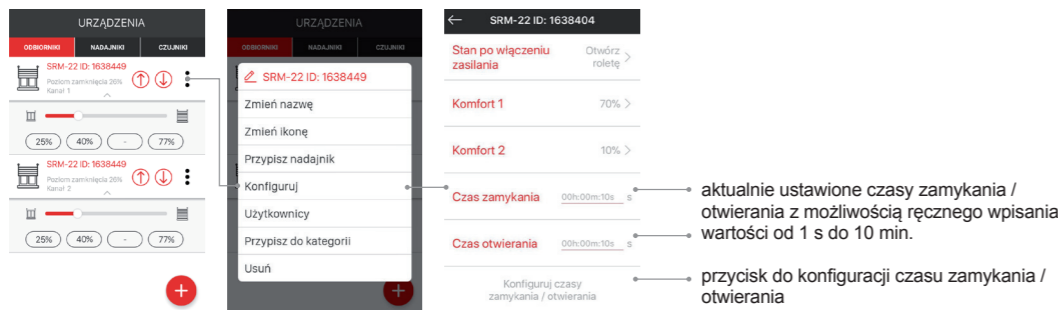 URZĄDZENIA
ODBIORNIKI NADAJNIKI CZUJNIKI
SRM-22 ID: 1638449
Poziom zamknięcia 26%
Kanał 1
25% 40% - 77%
SRM-22 ID: 1638449
Poziom zamknięcia 26%
Kanał 2
25% 40% - 77%
+
URZĄDZENIA
ODBIORNIKI NADAJNIKI CZUJNIKI
SRM-22 ID: 1638449
Zmień nazwę
Zmień ikonę
Przypisz nadajnik
Konfiguruj
Użytkownicy
Przypisz do kategorii
Usuń
+
SRM-22 ID: 1638404
Stan po włączeniu zasilania Otwórz roletę >
Komfort 1 70% >
Komfort 2 10% >
Czas zamykania 00h:00m:10s s
Czas otwierania 00h:00m:10s s
Konfiguruj czasy
zamykania / otwierania
aktualnie ustawione czasy zamykania /
otwierania z możliwością ręcznego wpisania
wartości od 1 s do 10 min.
przycisk do konfiguracji czasu zamykania /
otwierania